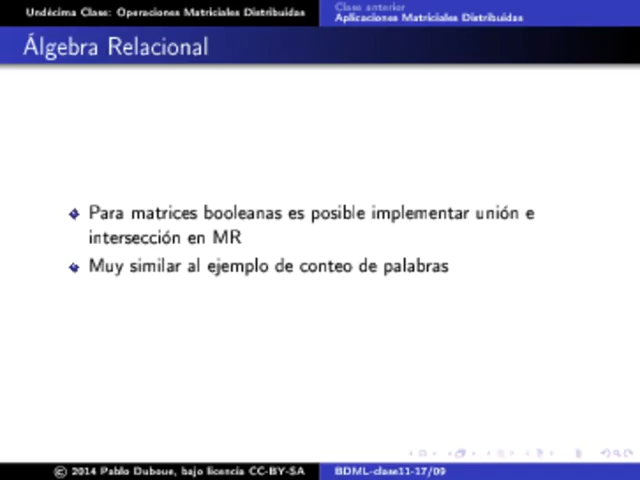 Undécima Clase: Operaciones Matriciales Distribuidas
Clase anterior
Aplicaciones Matriciales Distribuidas
Álgebra Relacional
Para matrices booleanas es posible implementar unión e
intersección en MR
Muy similar al ejemplo de conteo de palabras
© 2014 Pablo Duboue, bajo licencia CC-BY-SA
BDML-clase11-17/09